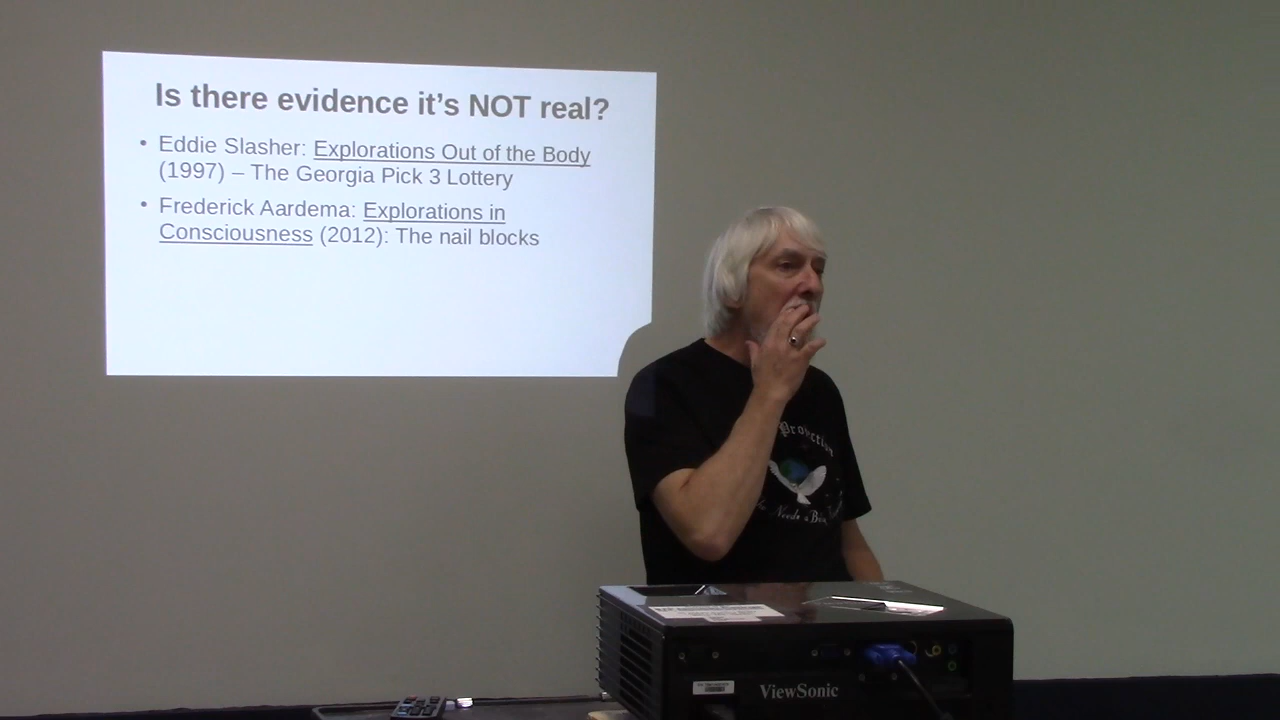 Is there evidence it's NOT real?
• Eddie Slasher: Explorations Out of the Body
(1997) – The Georgia Pick 3 Lottery
• Frederick Aardema: Explorations in
Consciousness (2012): The nail blocks
Needs a
ViewSonic